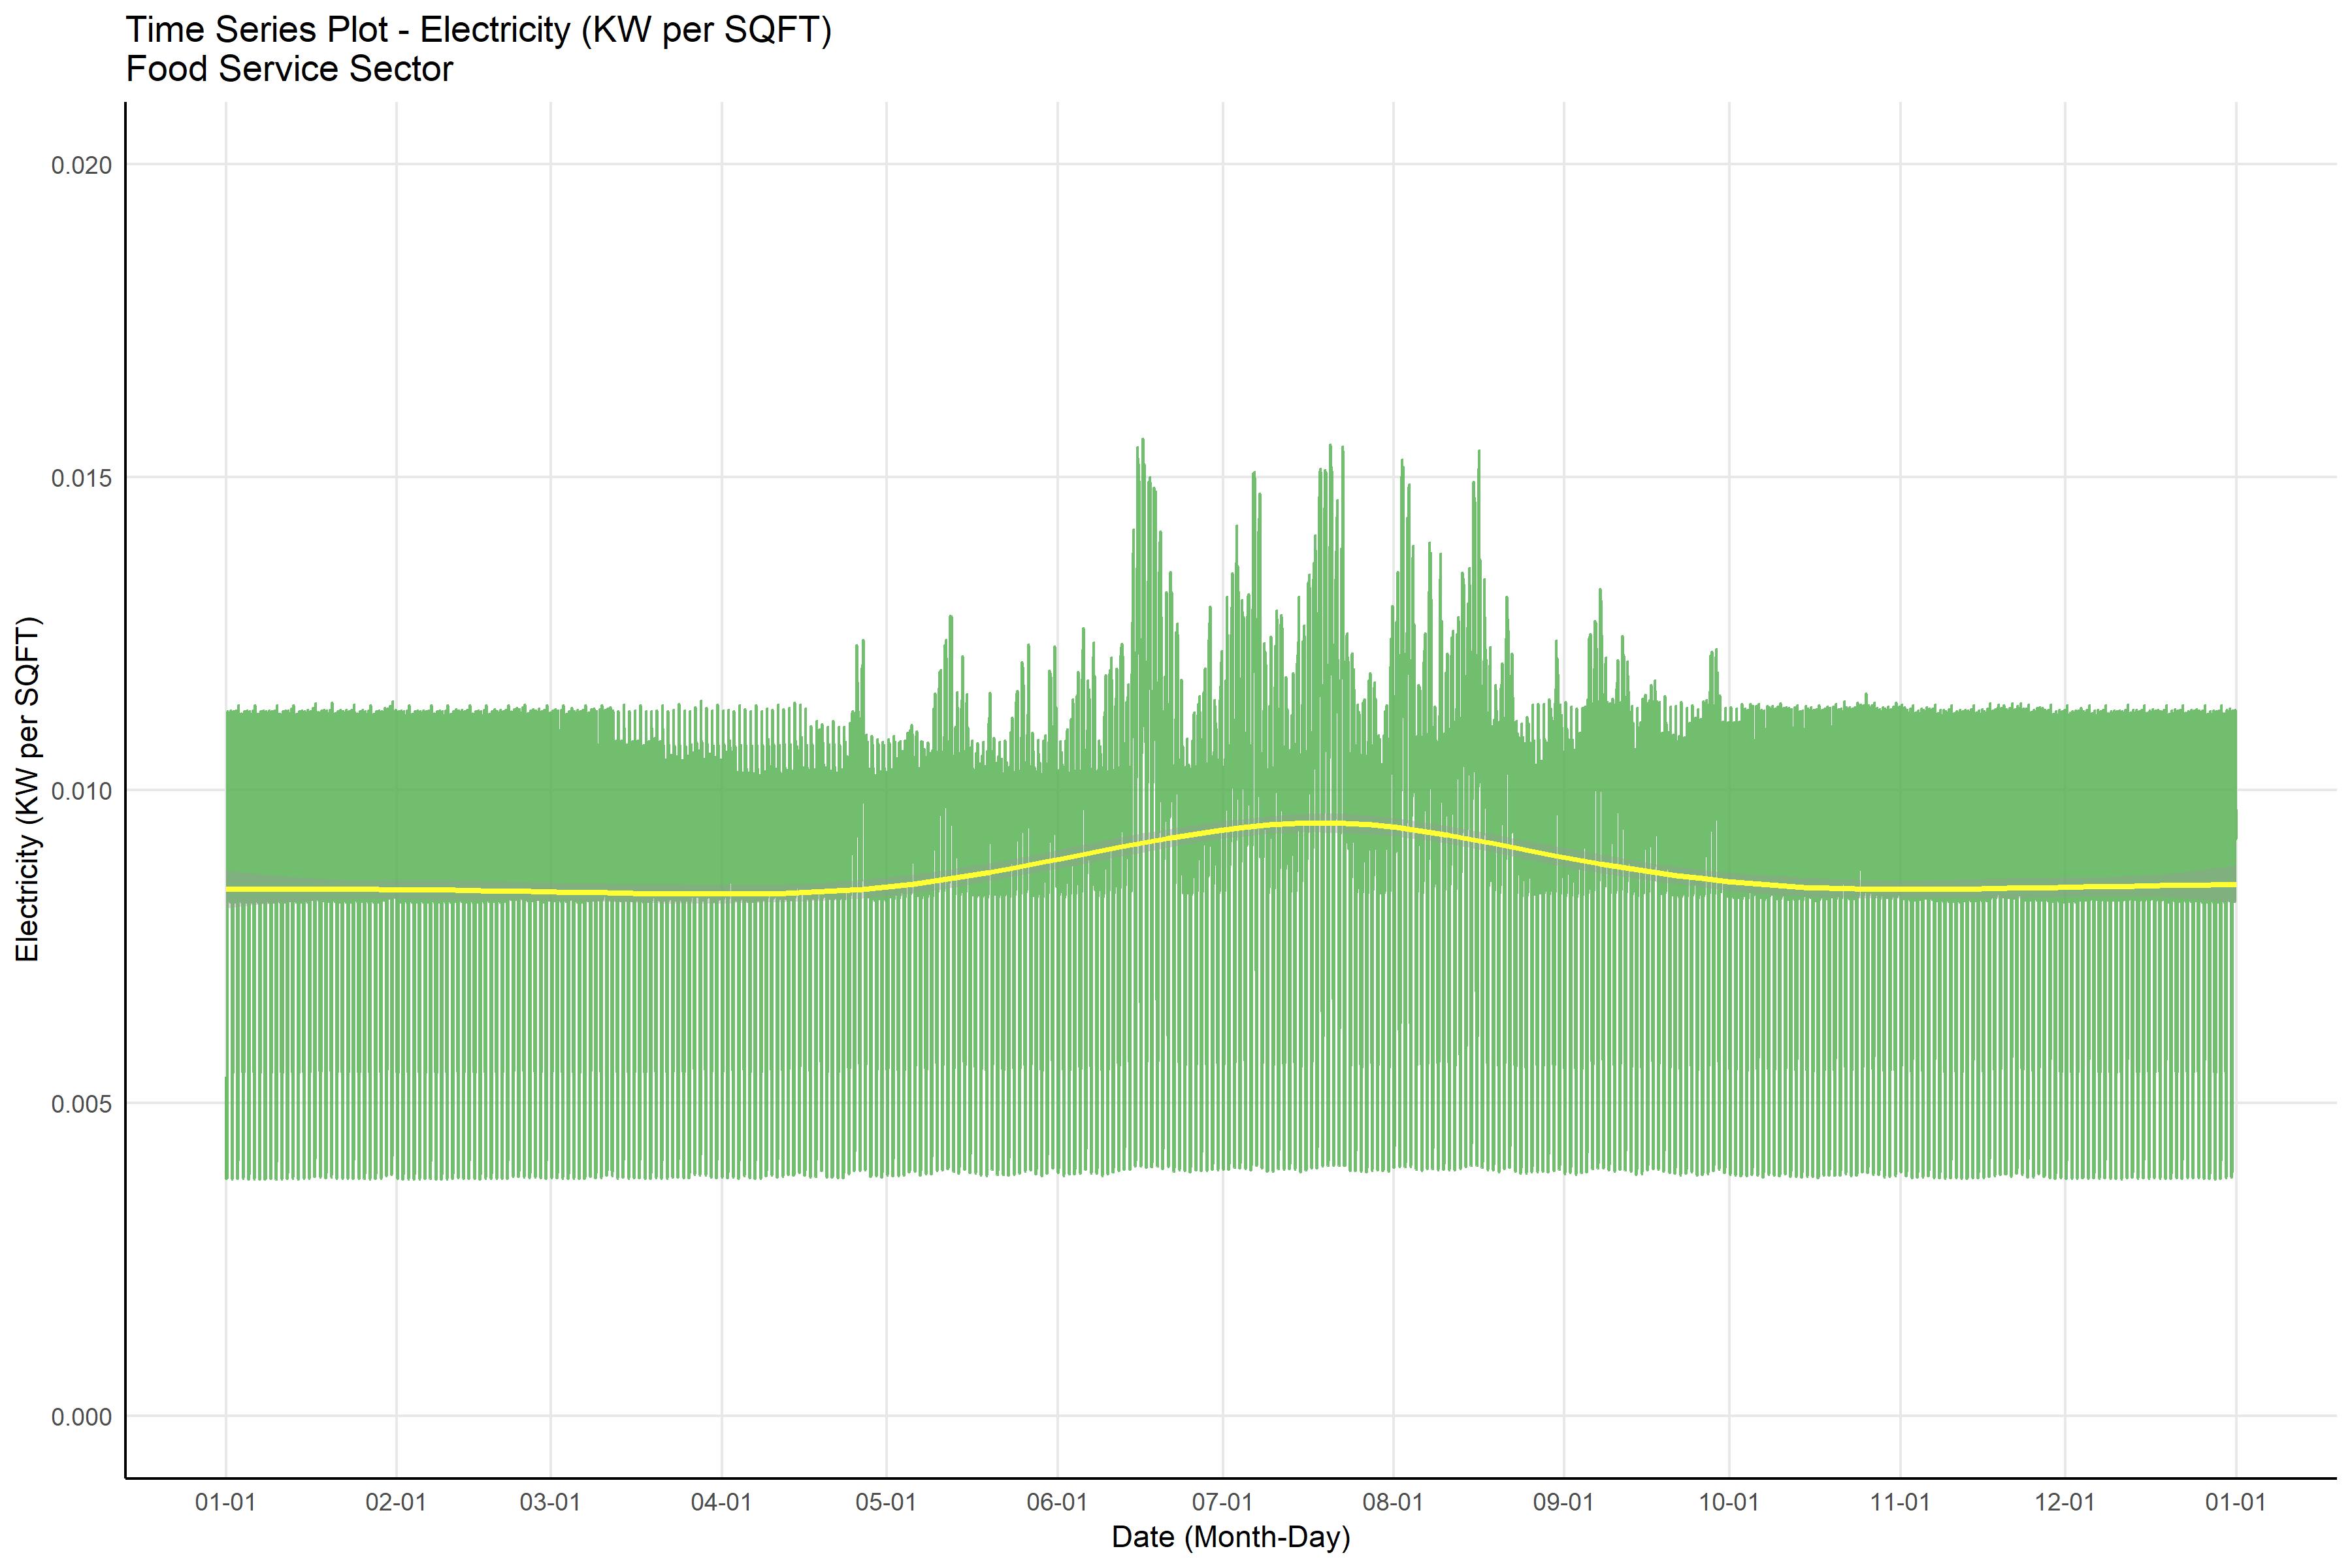 Time Series Plot - Electricity (KW per SQFT)
Food Service Sector
Electricity (KW per SQFT)
0.020
0.015
0.010
0.005
0.000
01-01 02-01 03-01 04-01 05-01 06-01 07-01 08-01 09-01 10-01 11-01 12-01 01-01
Date (Month-Day)